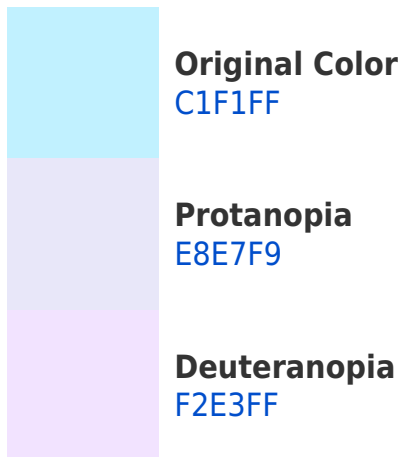 Original Color
C1F1FF
Protanopia
E8E7F9
Deuteranopia
F2E3FF